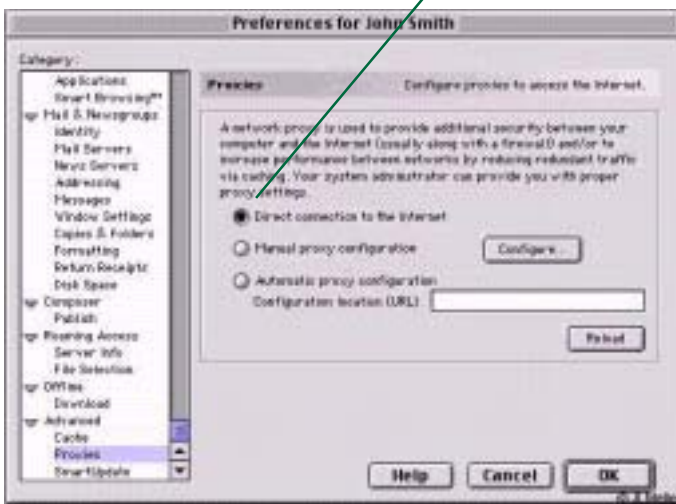 Preferences for John Smith
Category:
Applications
Smart Browsing
Mail & Newsgroups
Identity
Mail Servers
News Servers
Addressing
Messages
Window Settings
Copies & Folders
Formatting
Return Receipts
Disk Space
Composer
Publish
Roaming Access
Server Info
File Selection
Offline
Download
Advanced
Cache
Proxies
SmartUpdate
Proxies
Configure proxies to access the Internet.
A network proxy is used to provide additional security between your
computer and the Internet (usually along with a firewall) and/or to
increase performance between networks by reducing redundant traffic
via caching. Your system administrator can provide you with proper
proxy settings.
Direct connection to the Internet
Manual proxy configuration
Configure...
Automatic proxy configuration
Configuration location (URL)
Reload
Help
Cancel
OK